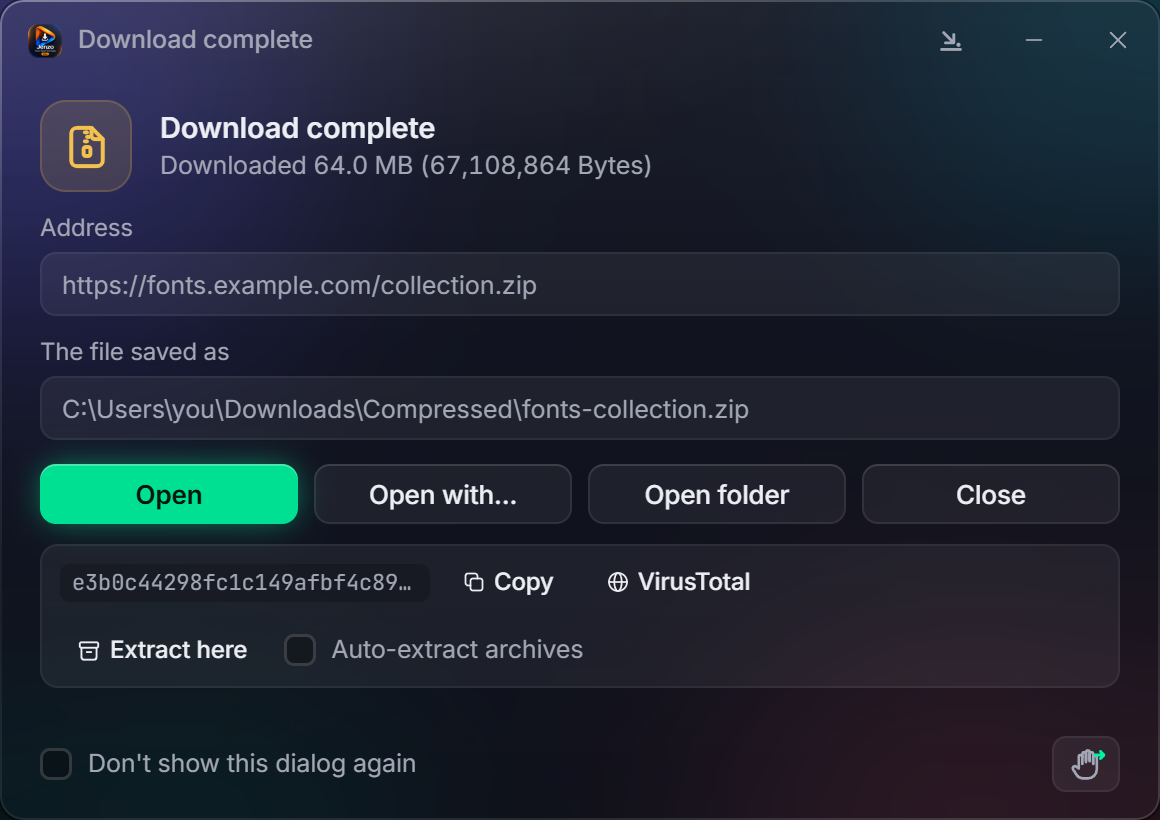 Download complete
Download complete
Downloaded 64.0 MB (67,108,864 Bytes)
Address
https://fonts.example.com/collection.zip
The file saved as
C:\Users\you\Downloads\Compressed\fonts-collection.zip
Open Open with... Open folder Close
e3b0c44298fc1c149afbf4c89… Copy VirusTotal
Extract here Auto-extract archives
Don't show this dialog again